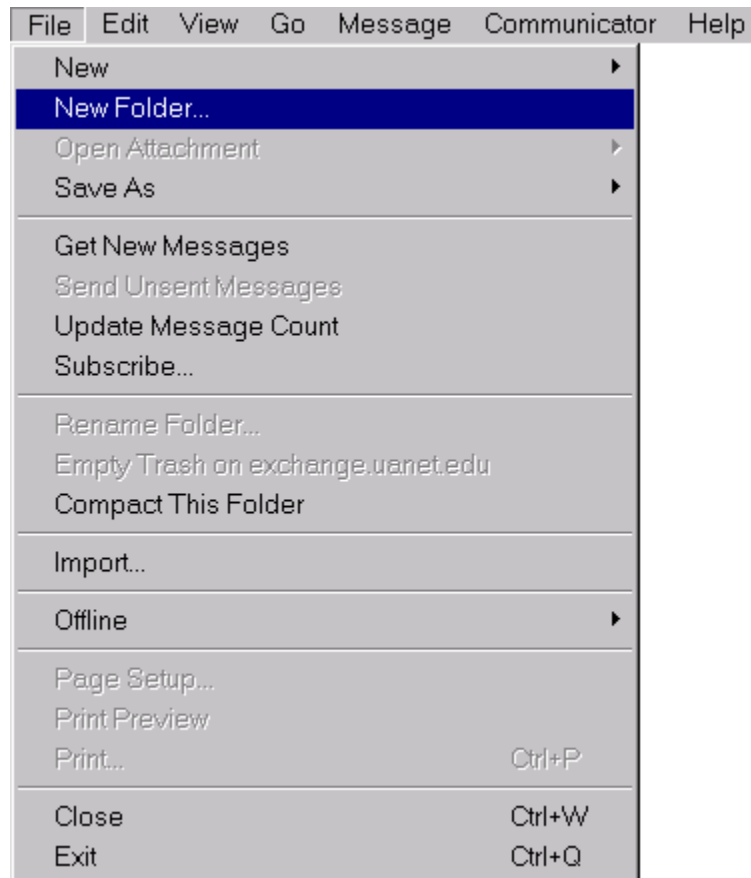 File Edit View Go Message Communicator Help
New
New Folder...
Open Attachment
Save As
Get New Messages
Send Unsent Messages
Update Message Count
Subscribe...
Rename Folder...
Empty Trash on exchange.uanet.edu
Compact This Folder
Import...
Offline
Page Setup...
Print Preview
Print... Ctrl+P
Close Ctrl+W
Exit Ctrl+Q